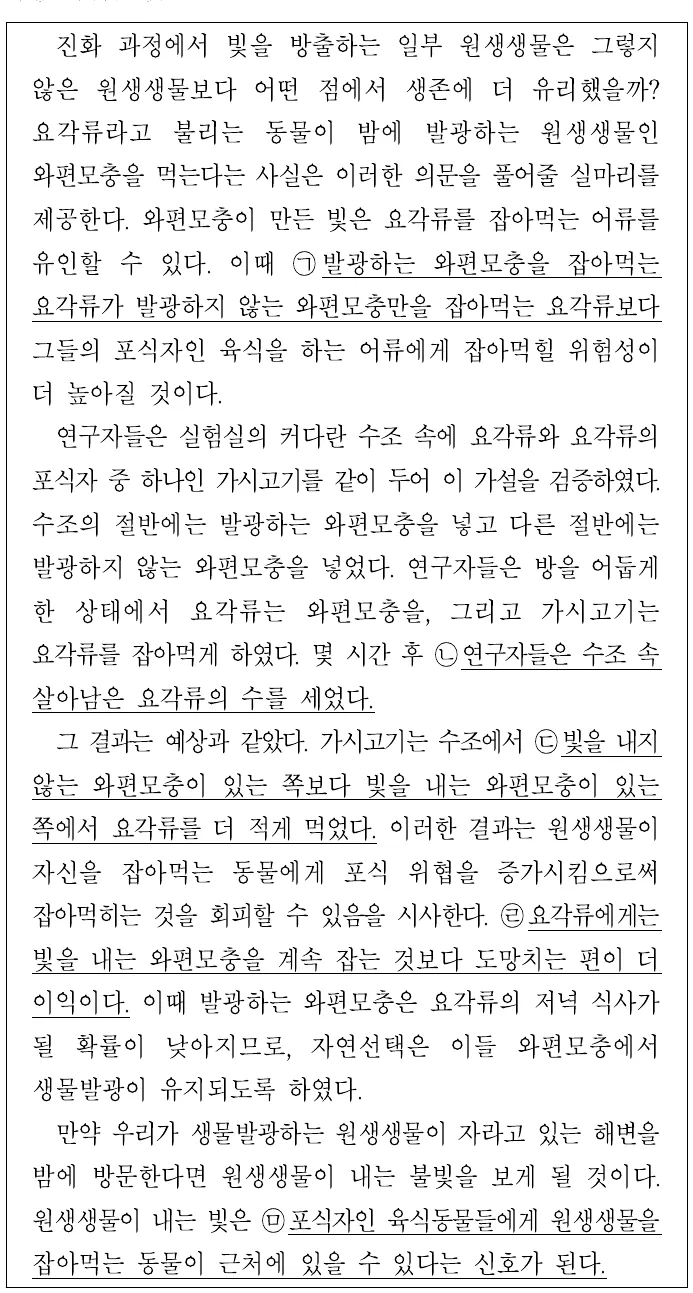 진화 과정에서 빛을 방출하는 일부 원생생물은 그렇지
않은 원생생물보다 어떤 점에서 생존에 더 유리했을까?
요각류라고 불리는 동물이 밤에 발광하는 원생생물인
와편모충을 먹는다는 사실은 이러한 의문을 풀어줄 실마리를
제공한다. 와편모충이 만든 빛은 요각류를 잡아먹는 어류를
유인할 수 있다. 이때 ㉠발광하는 와편모충을 잡아먹는
요각류가 발광하지 않는 와편모충만을 잡아먹는 요각류보다
그들의 포식자인 육식을 하는 어류에게 잡아먹힐 위험성이
더 높아질 것이다.
연구자들은 실험실의 커다란 수조 속에 요각류와 요각류의
포식자 중 하나인 가시고기를 같이 두어 이 가설을 검증하였다.
수조의 절반에는 발광하는 와편모충을 넣고 다른 절반에는
발광하지 않는 와편모충을 넣었다. 연구자들은 방을 어둡게
한 상태에서 요각류는 와편모충을, 그리고 가시고기는
요각류를 잡아먹게 하였다. 몇 시간 후 ㉡연구자들은 수조 속
살아남은 요각류의 수를 세었다.
그 결과는 예상과 같았다. 가시고기는 수조에서 ㉢빛을 내지
않는 와편모충이 있는 쪽보다 빛을 내는 와편모충이 있는
쪽에서 요각류를 더 적게 먹었다. 이러한 결과는 원생생물이
자신을 잡아먹는 동물에게 포식 위협을 증가시킴으로써
잡아먹히는 것을 회피할 수 있음을 시사한다. ㉣요각류에게는
빛을 내는 와편모충을 계속 잡는 것보다 도망치는 편이 더
이익이다. 이때 발광하는 와편모충은 요각류의 저녁 식사가
될 확률이 낮아지므로, 자연선택은 이들 와편모충에서
생물발광이 유지되도록 하였다.
만약 우리가 생물발광하는 원생생물이 자라고 있는 해변을
밤에 방문한다면 원생생물이 내는 불빛을 보게 될 것이다.
원생생물이 내는 빛은 ㉤포식자인 육식동물들에게 원생생물을
잡아먹는 동물이 근처에 있을 수 있다는 신호가 된다.